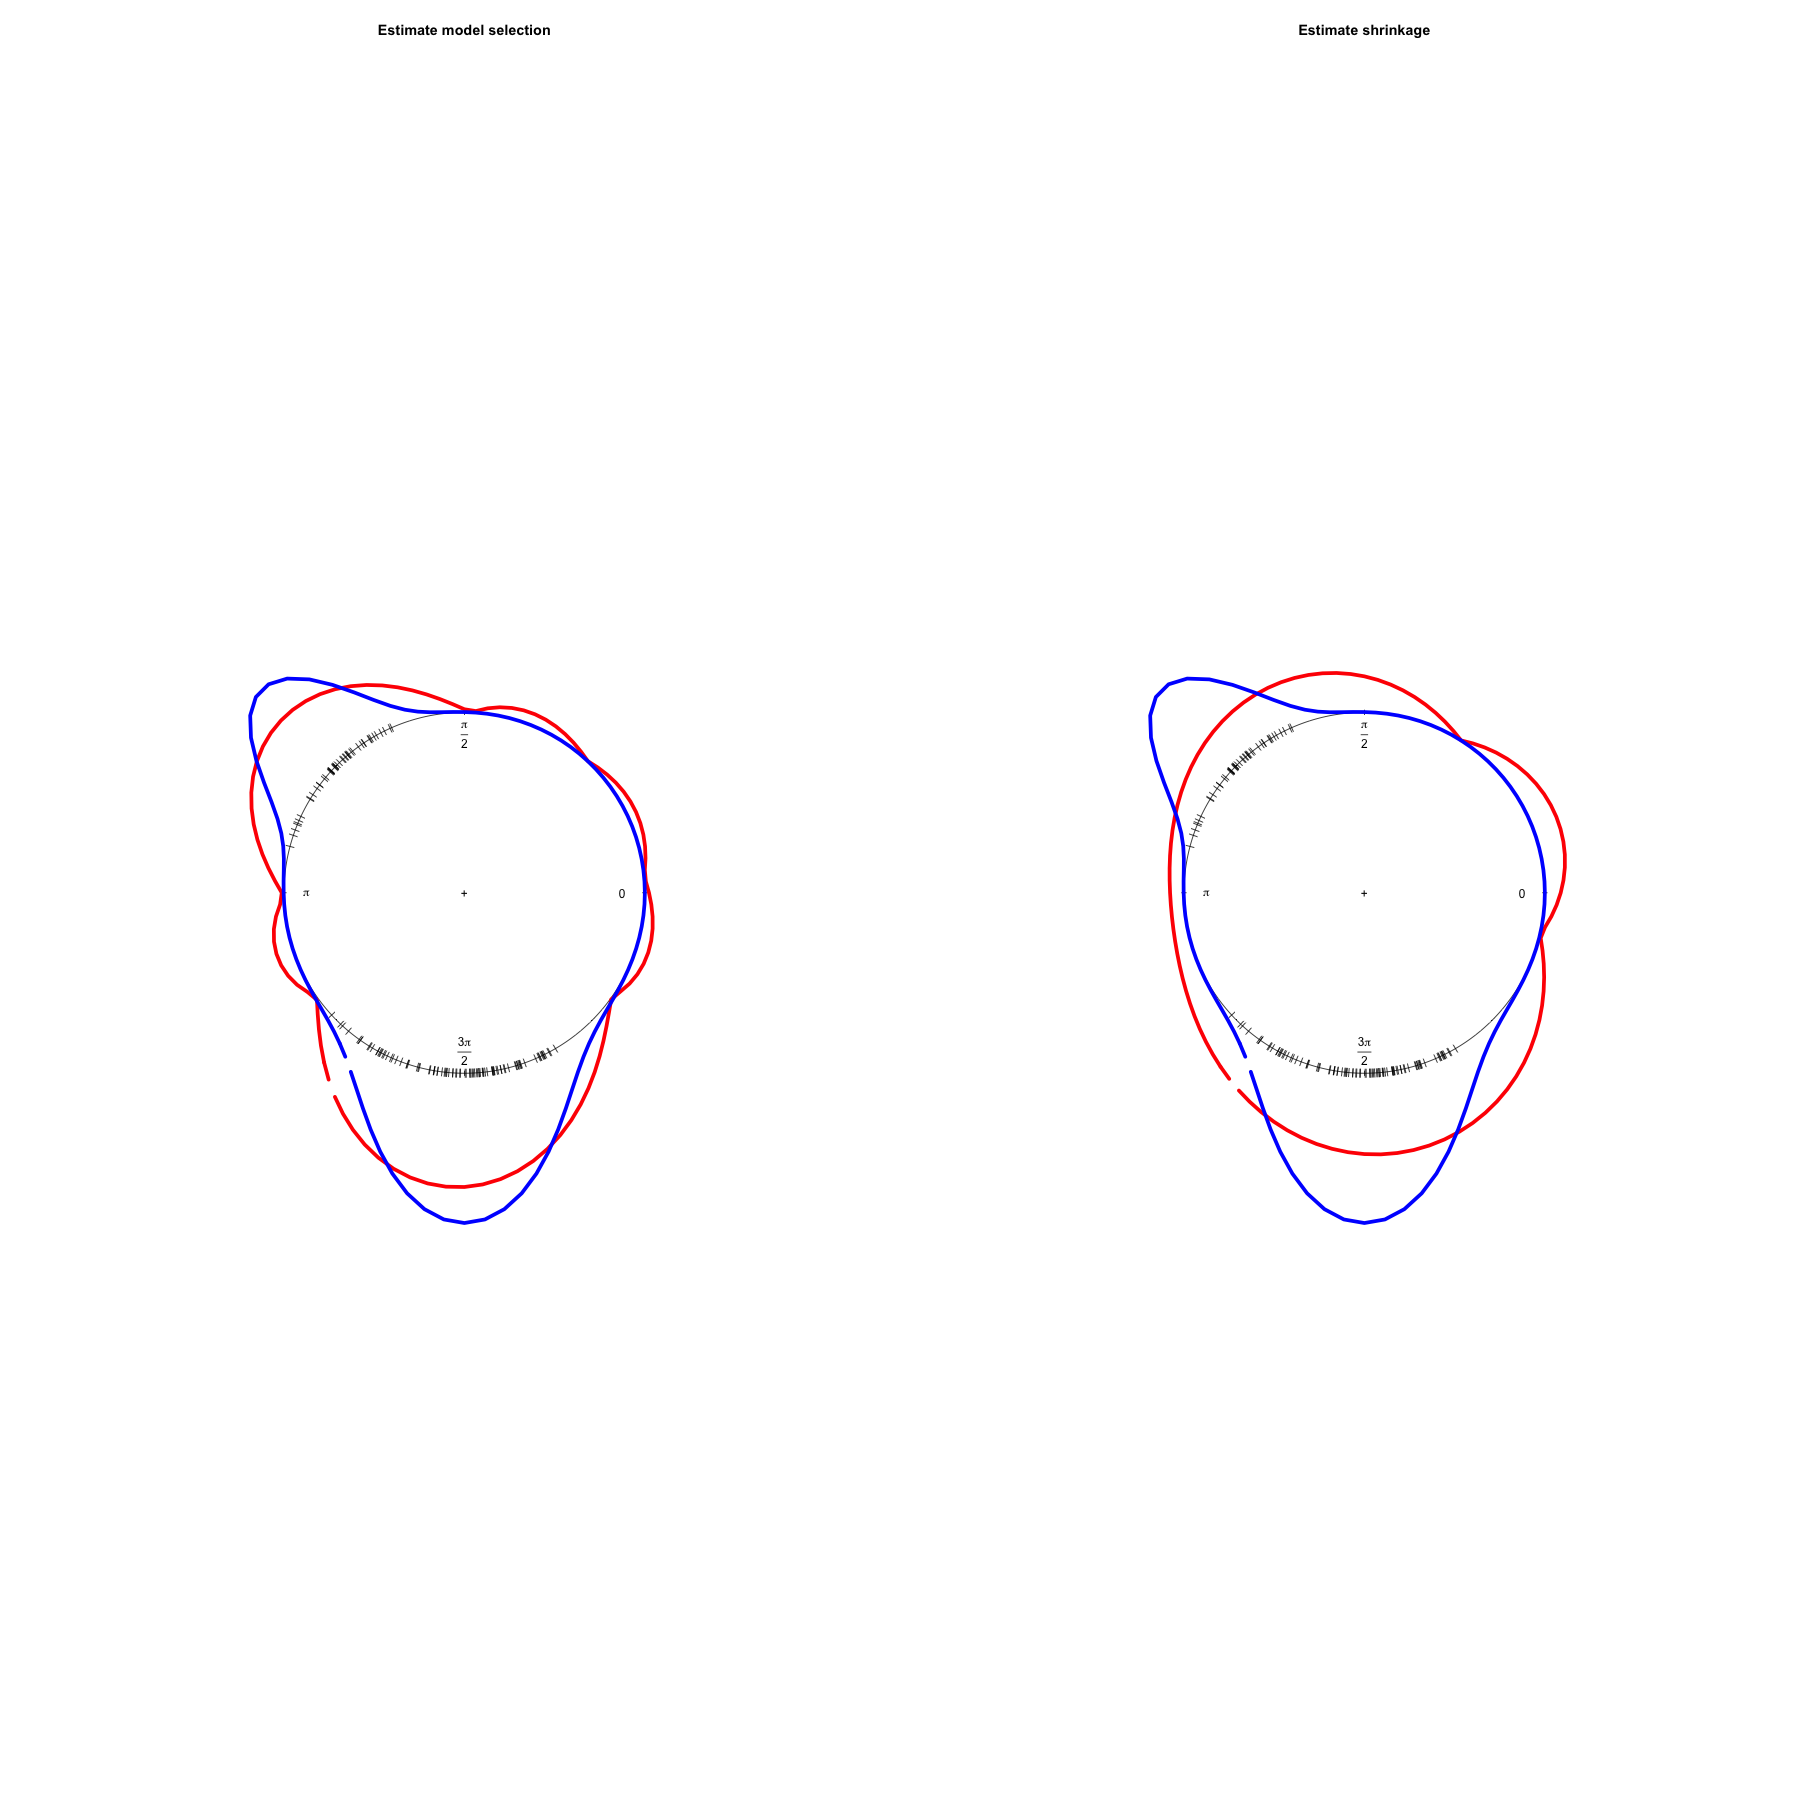 Estimate model selection
π
2
π
+
0
3π
2
Estimate shrinkage
π
2
π
+
0
3π
2